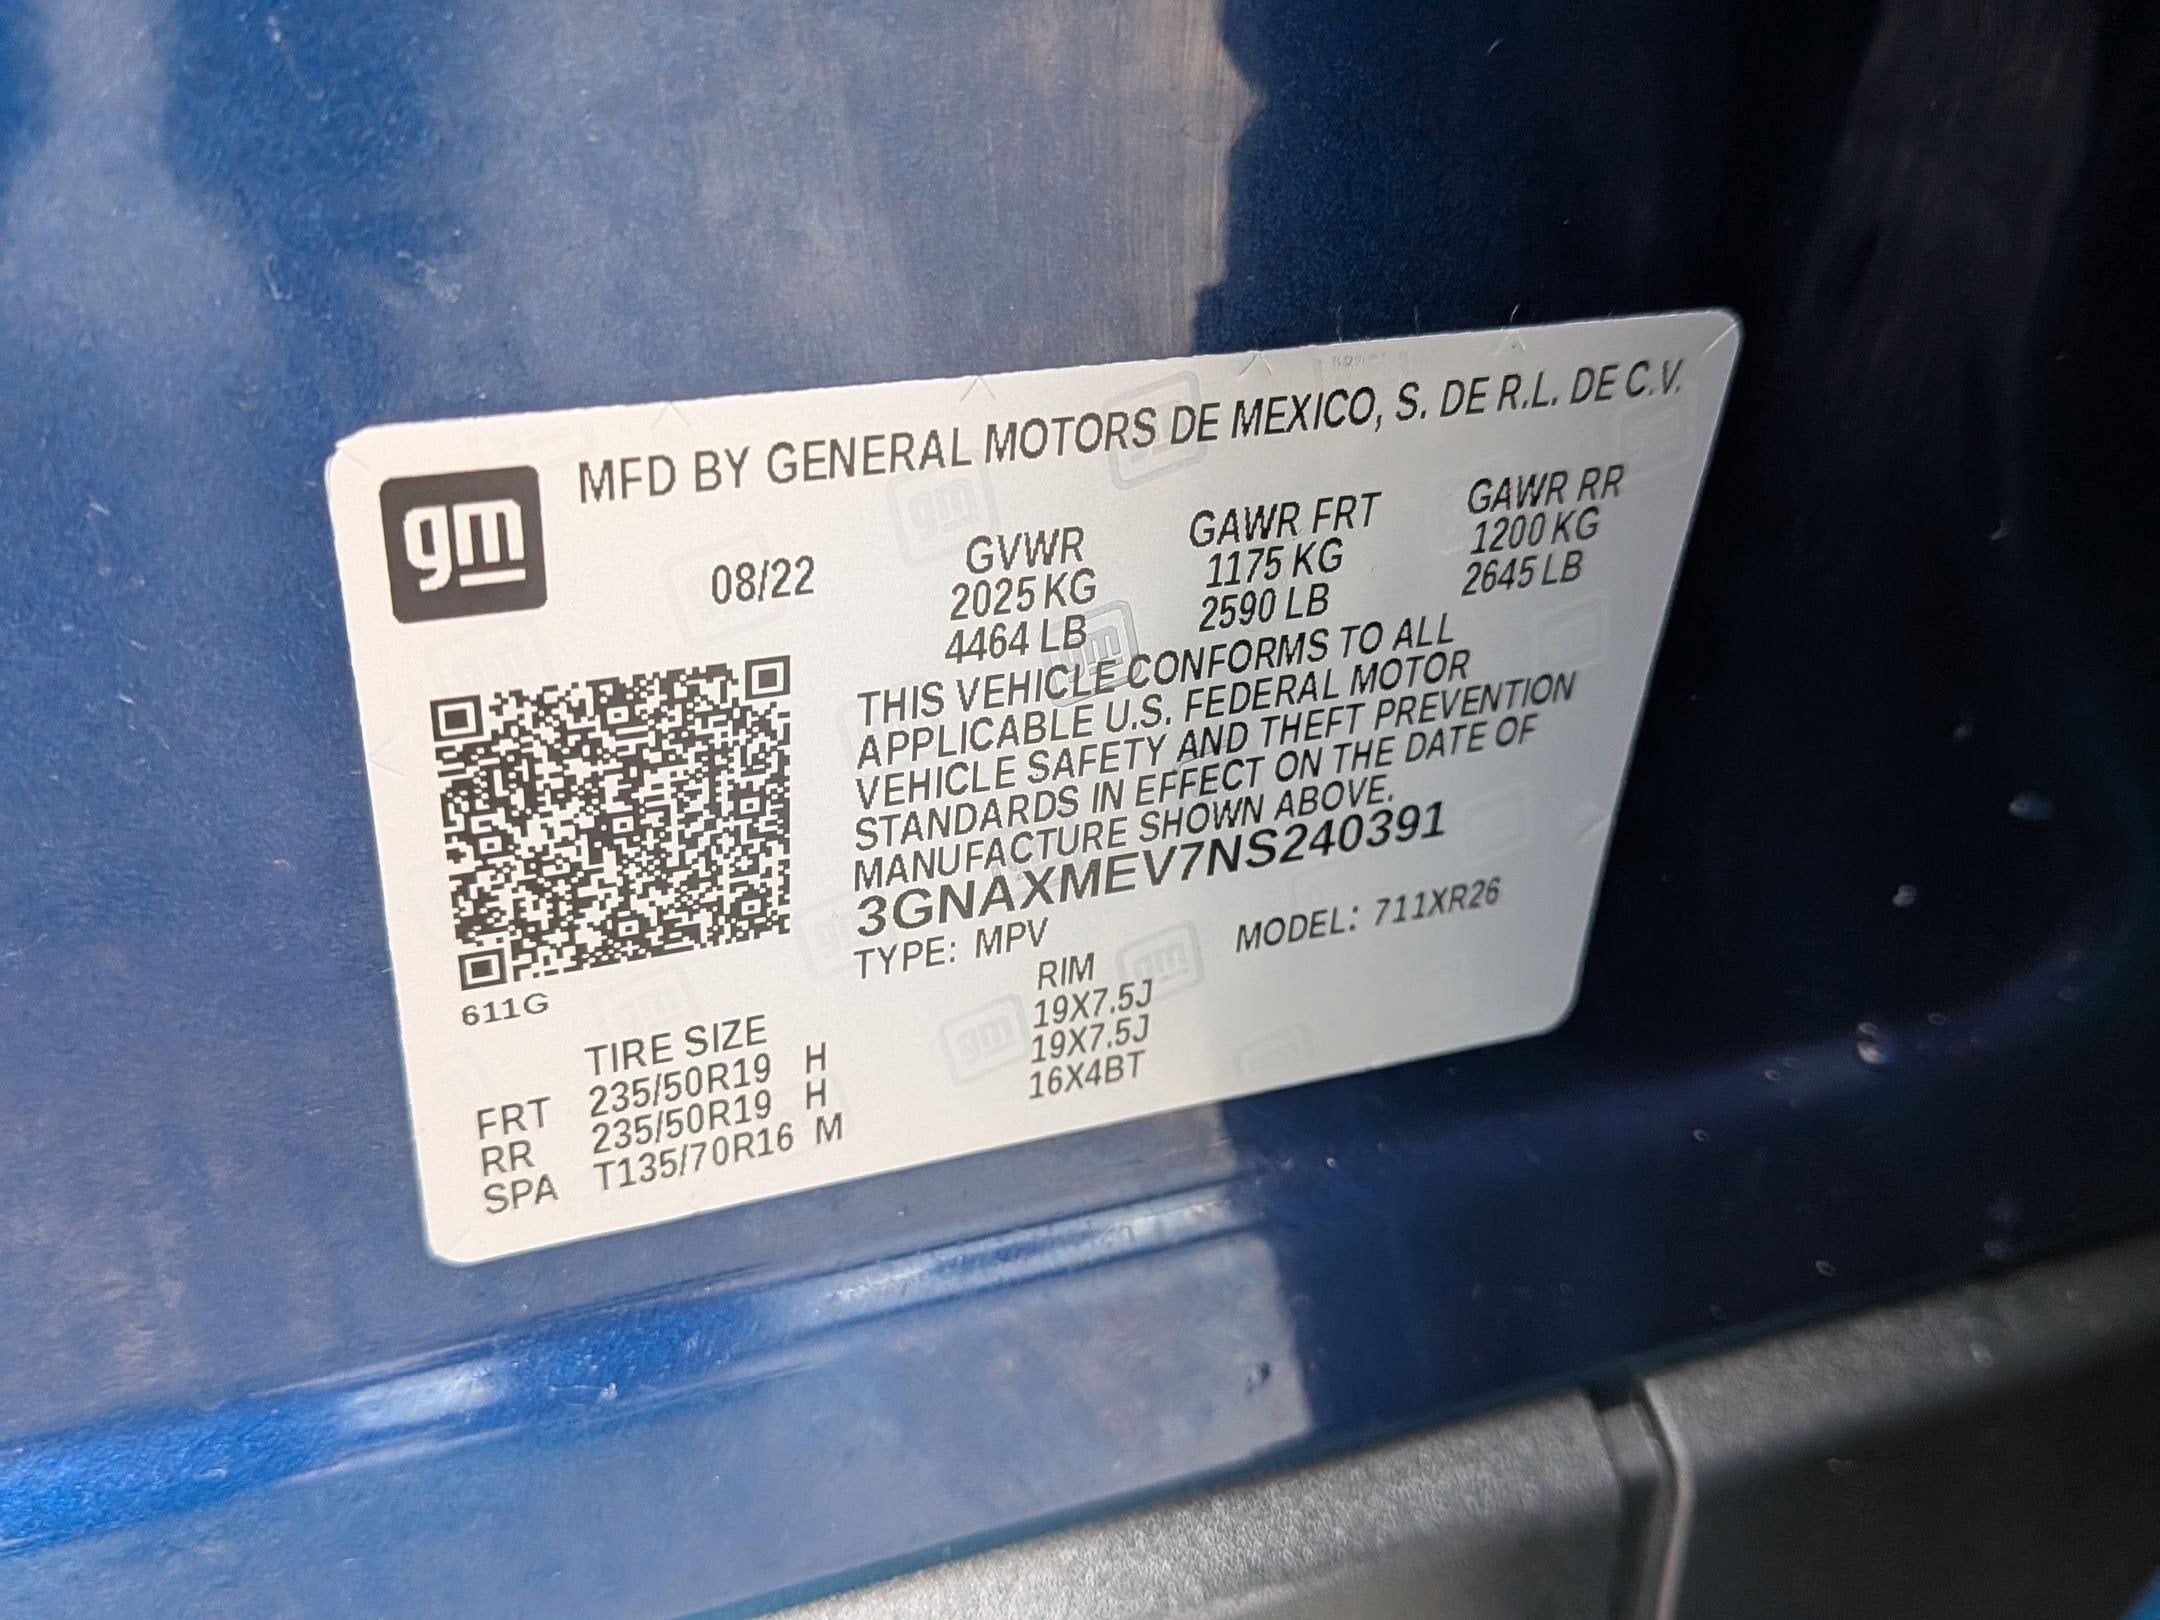 gm
MFD BY GENERAL MOTORS DE MEXICO, S. DE R.L. DE C.V.
08/22
GVWR
2025 KG
4464 LB
GAWR FRT
1175 KG
2590 LB
GAWR RR
1200 KG
2645 LB
THIS VEHICLE CONFORMS TO ALL
APPLICABLE U.S. FEDERAL MOTOR
VEHICLE SAFETY AND THEFT PREVENTION
STANDARDS IN EFFECT ON THE DATE OF
MANUFACTURE SHOWN ABOVE.
3GNAXMEV7NS240391
TYPE: MPV MODEL: 711XR26
611G
TIRE SIZE RIM
FRT 235/50R19 H 19X7.5J
RR 235/50R19 H 19X7.5J
SPA T135/70R16 M 16X4BT